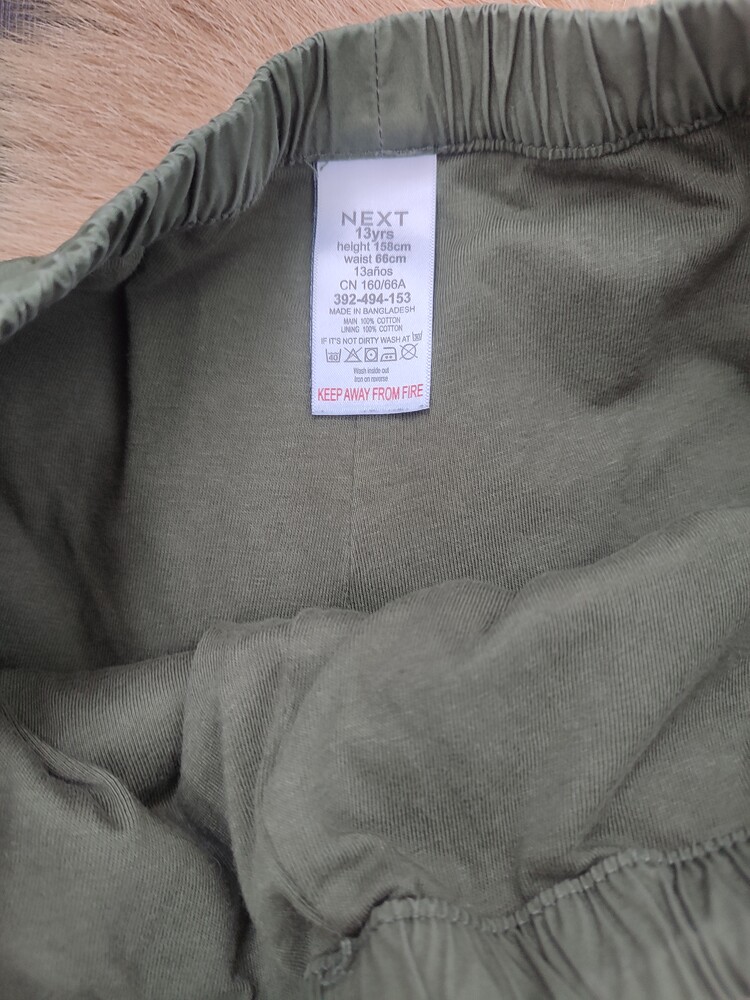 NEXT
13yrs
height 158cm
waist 66cm
13años
CN 160/66A
392-494-153
MADE IN BANGLADESH
MAIN 100% COTTON
LINING 100% COTTON
IF IT'S NOT DIRTY WASH AT 30°
40
Wash inside out
Iron on reverse
KEEP AWAY FROM FIRE